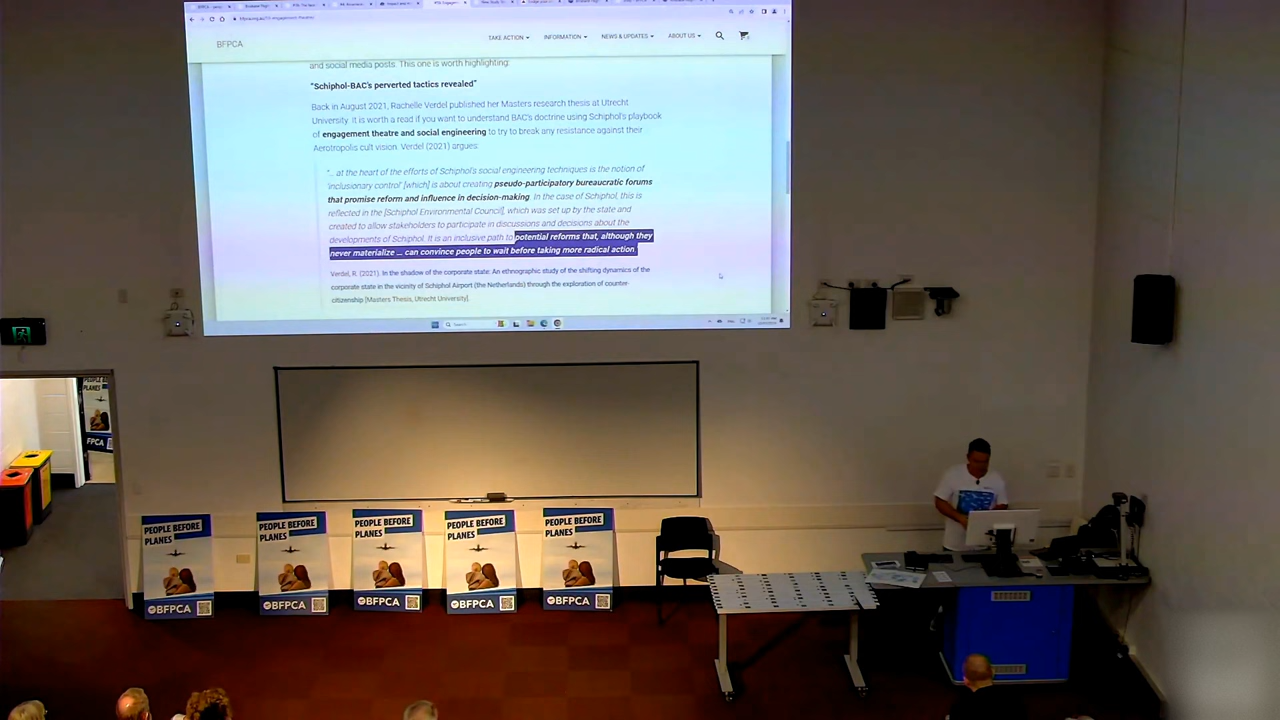 BFPCA
TAKE ACTION
INFORMATION
NEWS & UPDATES
ABOUT US
and social media posts. This one is worth highlighting:
"Schiphol-BAC's perverted tactics revealed"
Back in August 2021, Rachelle Verdel published her Masters research thesis at Utrecht
University. It is worth a read if you want to understand BAC's doctrine using Schiphol's playbook
of engagement theatre and social engineering to try to break any resistance against their
Aerotropolis cult vision. Verdel (2021) argues:
"... at the heart of the efforts of Schiphol's social engineering techniques is the notion of
'inclusionary control' [which] is about creating pseudo-participatory bureaucratic forums
that promise reform and influence in decision-making. In the case of Schiphol, this is
reflected in the [Schiphol Environmental Council], which was set up by the state and
created to allow stakeholders to participate in discussions and decisions about the
developments of Schiphol. It is an inclusive path to potential reforms that, although they
never materialize ... can convince people to wait before taking more radical action.
Verdel, R. (2021). In the shadow of the corporate state: An ethnographic study of the shifting dynamics of the
corporate state in the vicinity of Schiphol Airport (the Netherlands) through the exploration of counter-
citizenship [Masters Thesis, Utrecht University].
Search
PEOPLE BEFORE
PLANES
FPCA
PEOPLE BEFORE
PLANES
BFPCA
PEOPLE BEFORE
PLANES
BFPCA
PEOPLE BEFORE
PLANES
BFPCA
PEOPLE BEFORE
PLANES
BFPCA
PEOPLE BEFORE
PLANES
BFPCA